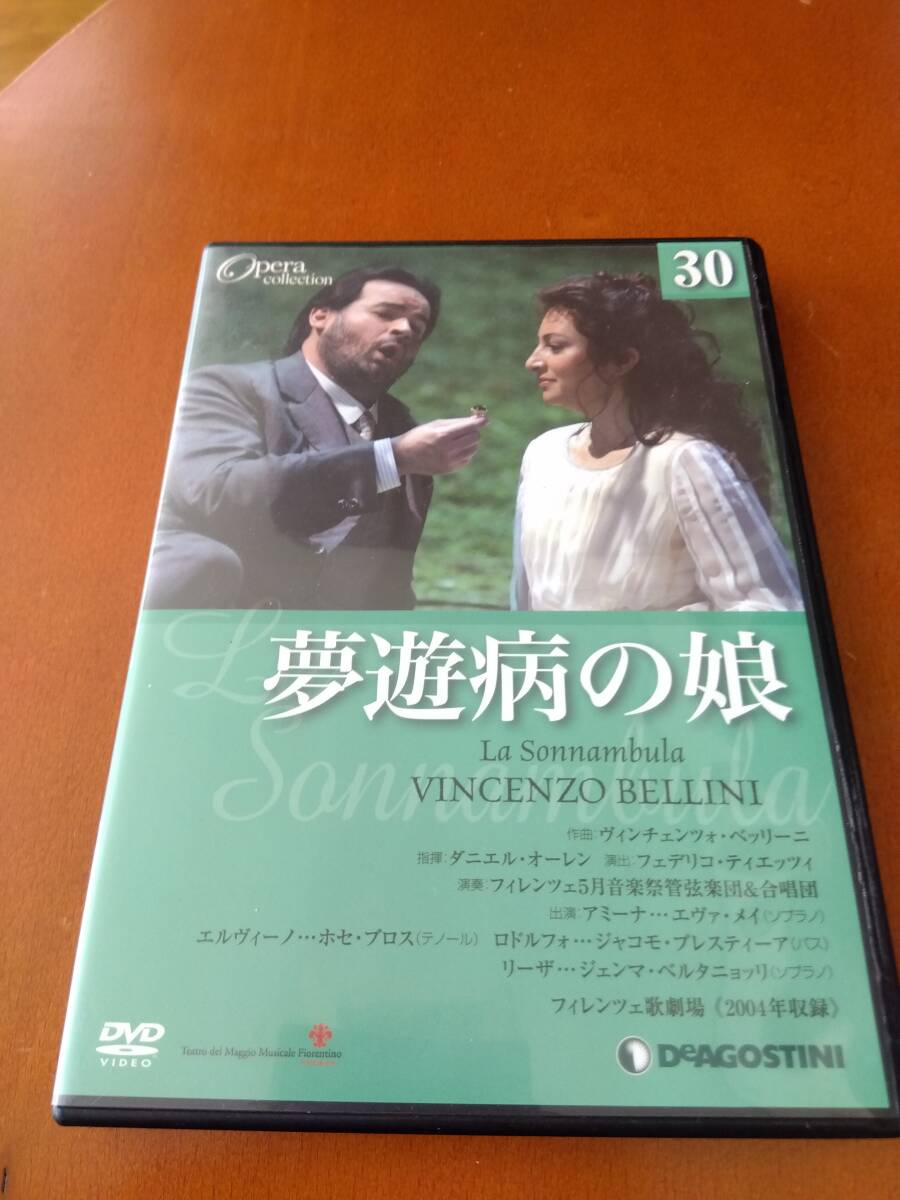 Opera
collection
30
夢遊病の娘
La Sonnambula
La Sonnambula
VINCENZO BELLINI
作曲:ヴィンチェンツォ・ベッリーニ
指揮:ダニエル・オーレン 演出:フェデリコ・ティエッツィ
演奏:フィレンツェ5月音楽祭管弦楽団&合唱団
出演:アミーナ…エヴァ・メイ(ソプラノ)
エルヴィーノ…ホセ・ブロス(テノール) ロドルフォ…ジャコモ・プレスティーア(バス)
リーザ…ジェンマ・ベルタニョッリ(ソプラノ)
フィレンツェ歌劇場《2004年収録》
DVD
VIDEO
Teatro del Maggio Musicale Fiorentino
DeAGOSTINI